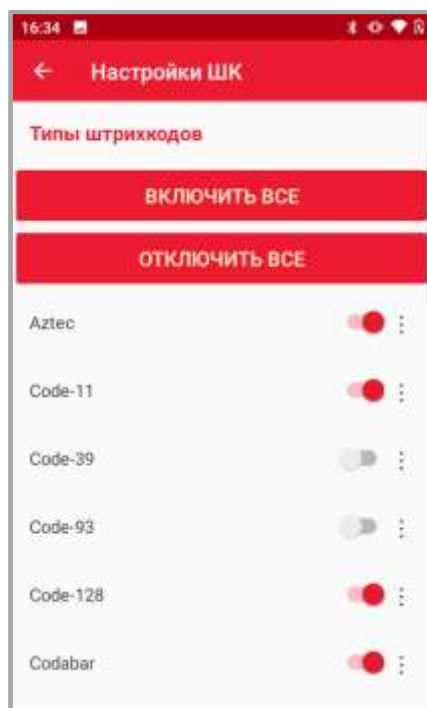 16:34
Настройки ШК
Типы штрихкодов
ВКЛЮЧИТЬ ВСЕ
ОТКЛЮЧИТЬ ВСЕ
Aztec
Code-11
Code-39
Code-93
Code-128
Codabar